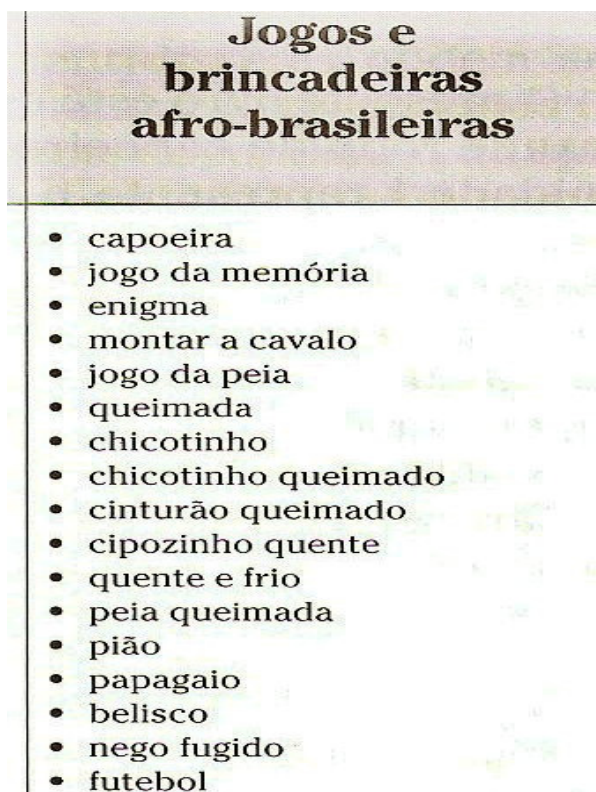 Jogos e
brincadeiras
afro-brasileiras
• capoeira
• jogo da memória
• enigma
• montar a cavalo
• jogo da peia
• queimada
• chicotinho
• chicotinho queimado
• cinturão queimado
• cipozinho quente
• quente e frio
• peia queimada
• pião
• papagaio
• belisco
• nego fugido
• futebol